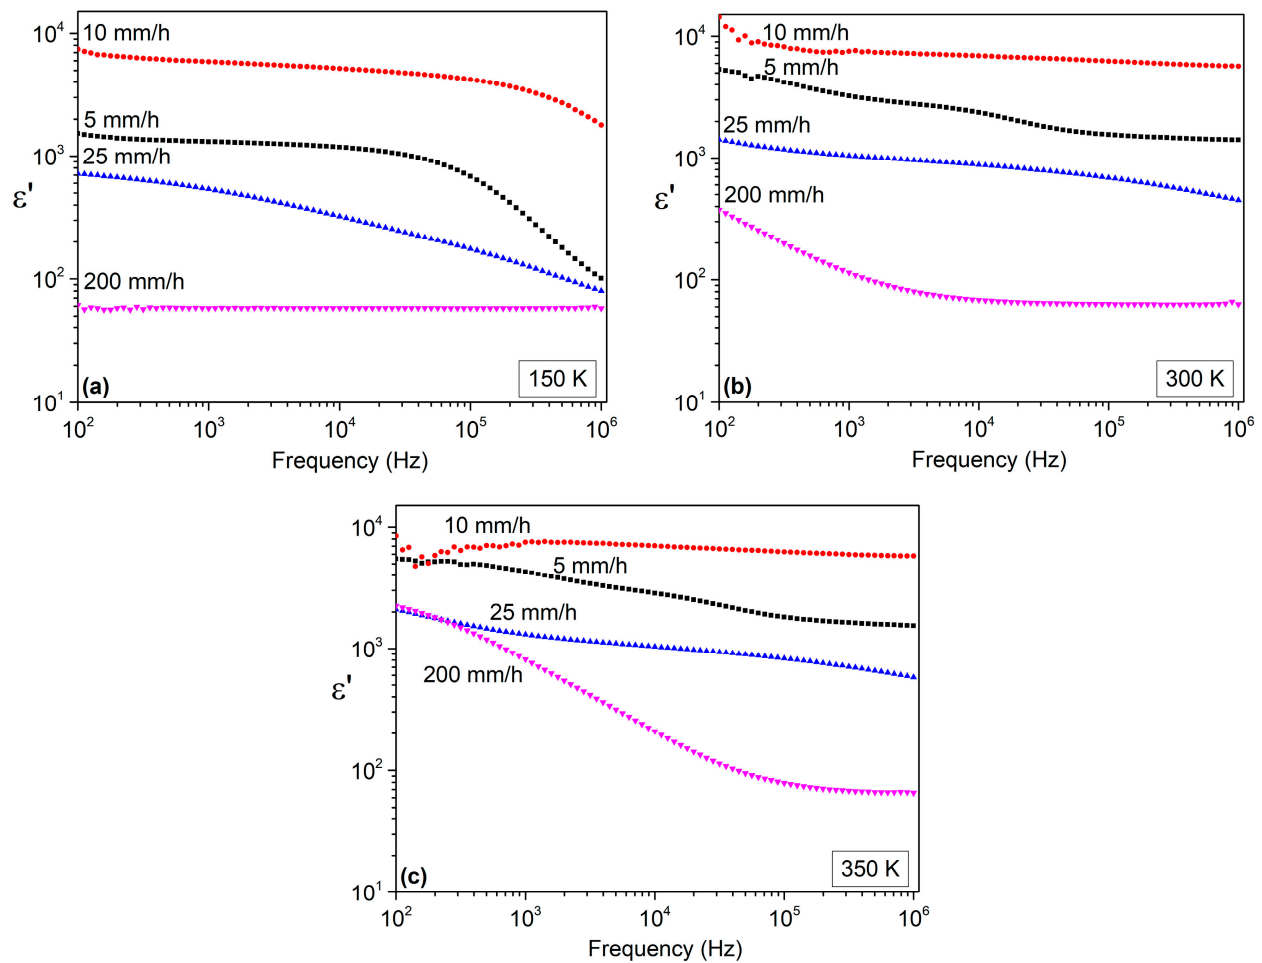 10⁴
10 mm/h
5 mm/h
10³
25 mm/h
ε'
10²
200 mm/h
150 K
(a)
10¹
10² 10³ 10⁴ 10⁵ 10⁶
Frequency (Hz)
10⁴
10 mm/h
5 mm/h
25 mm/h
10³
ε'
200 mm/h
10²
300 K
(b)
10¹
10² 10³ 10⁴ 10⁵ 10⁶
Frequency (Hz)
10⁴
10 mm/h
5 mm/h
25 mm/h
10³
200 mm/h
ε'
10²
350 K
(c)
10¹
10² 10³ 10⁴ 10⁵ 10⁶
Frequency (Hz)